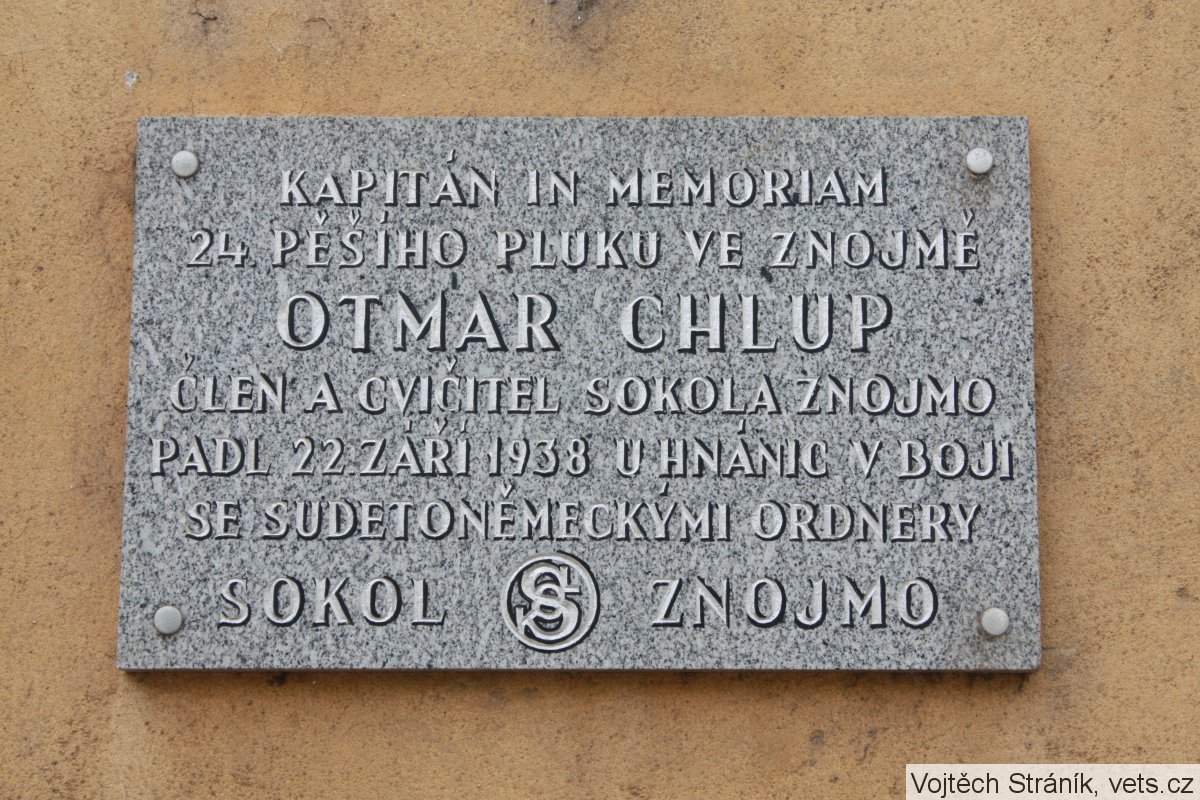 KAPITÁN IN MEMORIAM
24. PĚŠÍHO PLUKU VE ZNOJMĚ
OTMAR CHLUP
ČLEN A CVIČITEL SOKOLA ZNOJMO
PADL 22. ZÁŘÍ 1938 U HNÁNIC V BOJI
SE SUDETONĚMECKÝMI ORDNERY
SOKOL ZNOJMO
Vojtěch Stráník, vets.cz